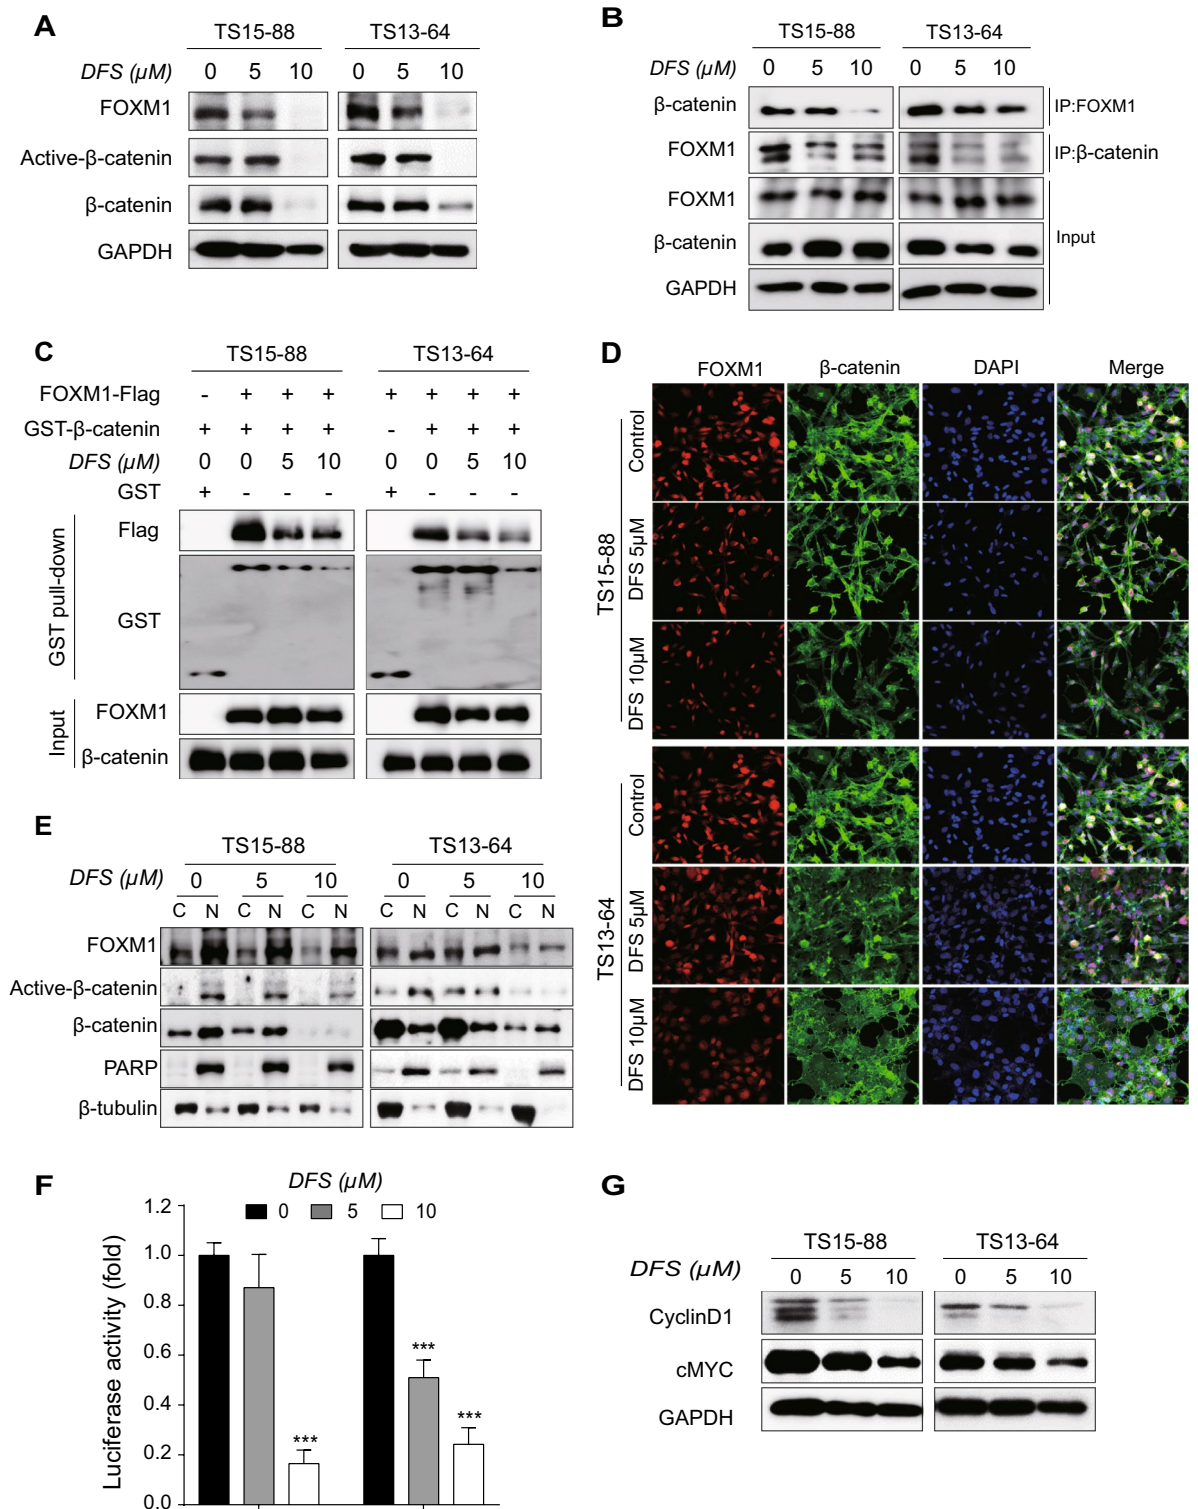 A
TS15-88 TS13-64
DFS (µM) 0 5 10 0 5 10
FOXM1
Active-β-catenin
β-catenin
GAPDH
B
TS15-88 TS13-64
DFS (µM) 0 5 10 0 5 10
β-catenin IP:FOXM1
FOXM1 IP:β-catenin
FOXM1
β-catenin Input
GAPDH
C
TS15-88 TS13-64
FOXM1-Flag - + + + + + + +
GST-β-catenin + + + + - + + +
DFS (µM) 0 0 5 10 0 0 5 10
GST + - - - + - - -
GST pull-down
Flag
GST
Input
FOXM1
β-catenin
D
FOXM1 β-catenin DAPI Merge
TS15-88
Control
DFS 5µM
DFS 10µM
TS13-64
Control
DFS 5µM
DFS 10µM
E
TS15-88 TS13-64
DFS (µM) 0 5 10 0 5 10
C N C N C N C N C N C N
FOXM1
Active-β-catenin
β-catenin
PARP
β-tubulin
F
DFS (µM)
0 5 10
Luciferase activity (fold)
1.2
1.0
0.8
0.6
0.4
0.2
0.0
***
***
***
G
TS15-88 TS13-64
DFS (µM) 0 5 10 0 5 10
CyclinD1
cMYC
GAPDH